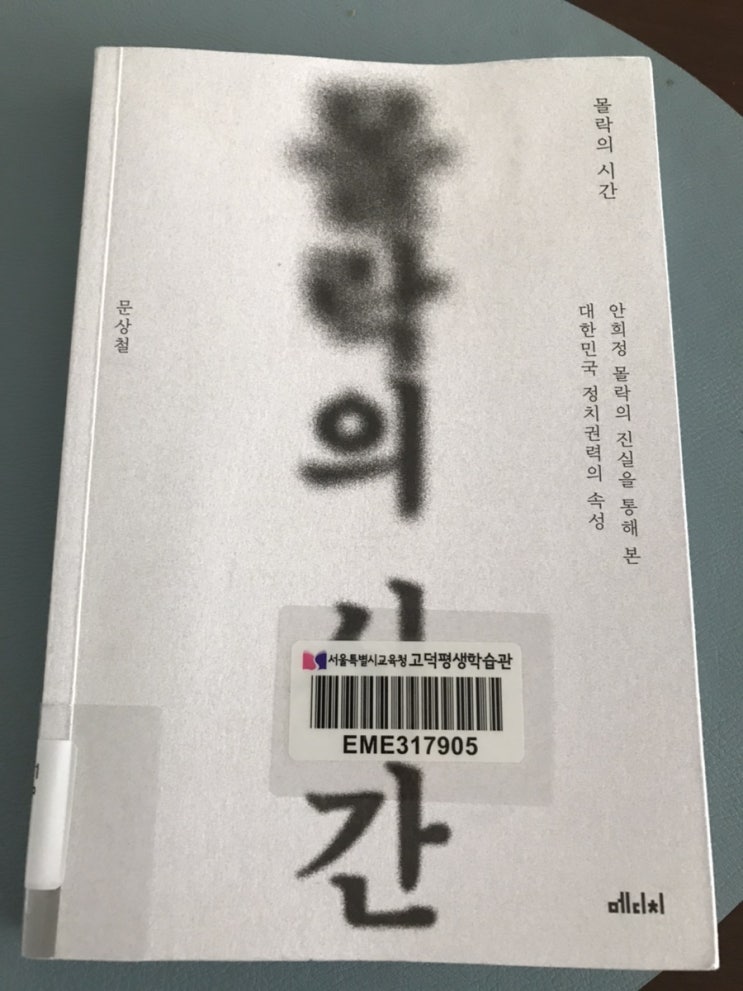 몰락의 시간
안희정 몰락의 진실을 통해 본
대한민국 정치권력의 속성
몰락의 시간
문상철
서울특별시교육청 고덕평생학습관
EME317905
메디치